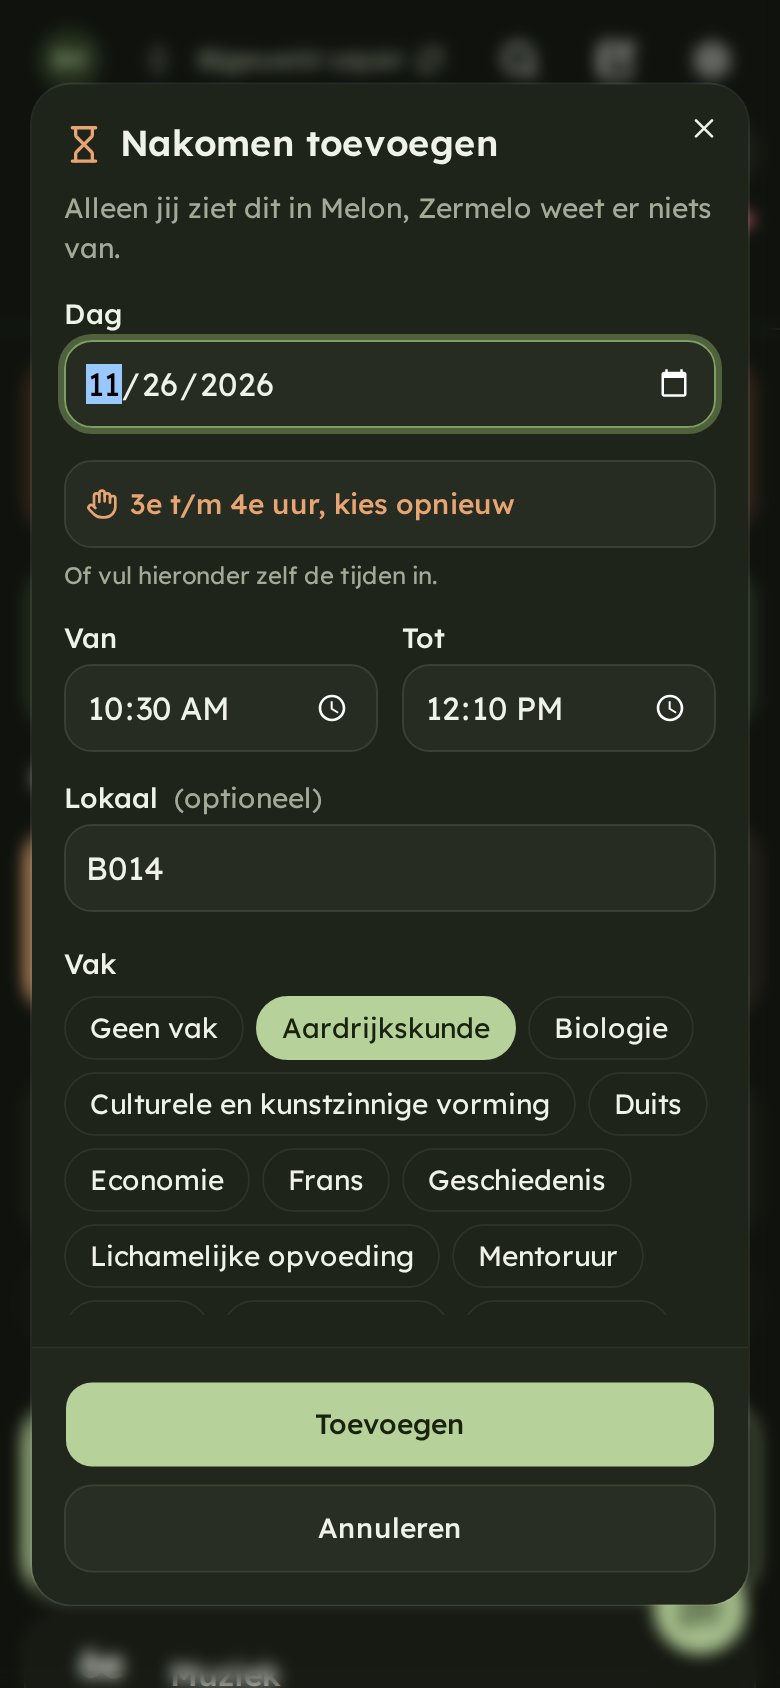 Nakomen toevoegen
Alleen jij ziet dit in Melon, Zermelo weet er niets
van.
Dag
11/26/2026
3e t/m 4e uur, kies opnieuw
Of vul hieronder zelf de tijden in.
Van Tot
10:30 AM 12:10 PM
Lokaal (optioneel)
B014
Vak
Geen vak Aardrijkskunde Biologie
Culturele en kunstzinnige vorming Duits
Economie Frans Geschiedenis
Lichamelijke opvoeding Mentoruur
Toevoegen
Annuleren
Muziek